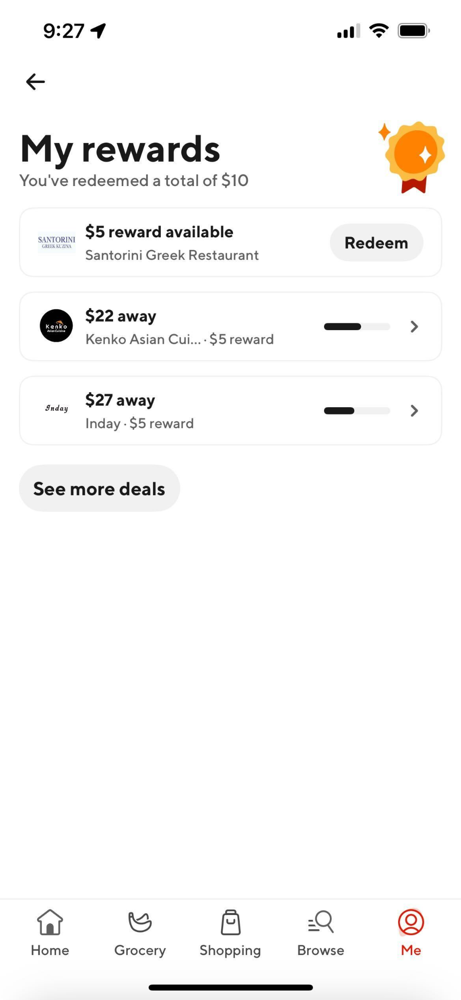 9:27
My rewards
You've redeemed a total of $10
SANTORINI
GREEK KUZINA
$5 reward available
Santorini Greek Restaurant
Redeem
Kenko
Asian Cuisine
$22 away
Kenko Asian Cui... · $5 reward
Inday
$27 away
Inday · $5 reward
See more deals
Home
Grocery
Shopping
Browse
Me